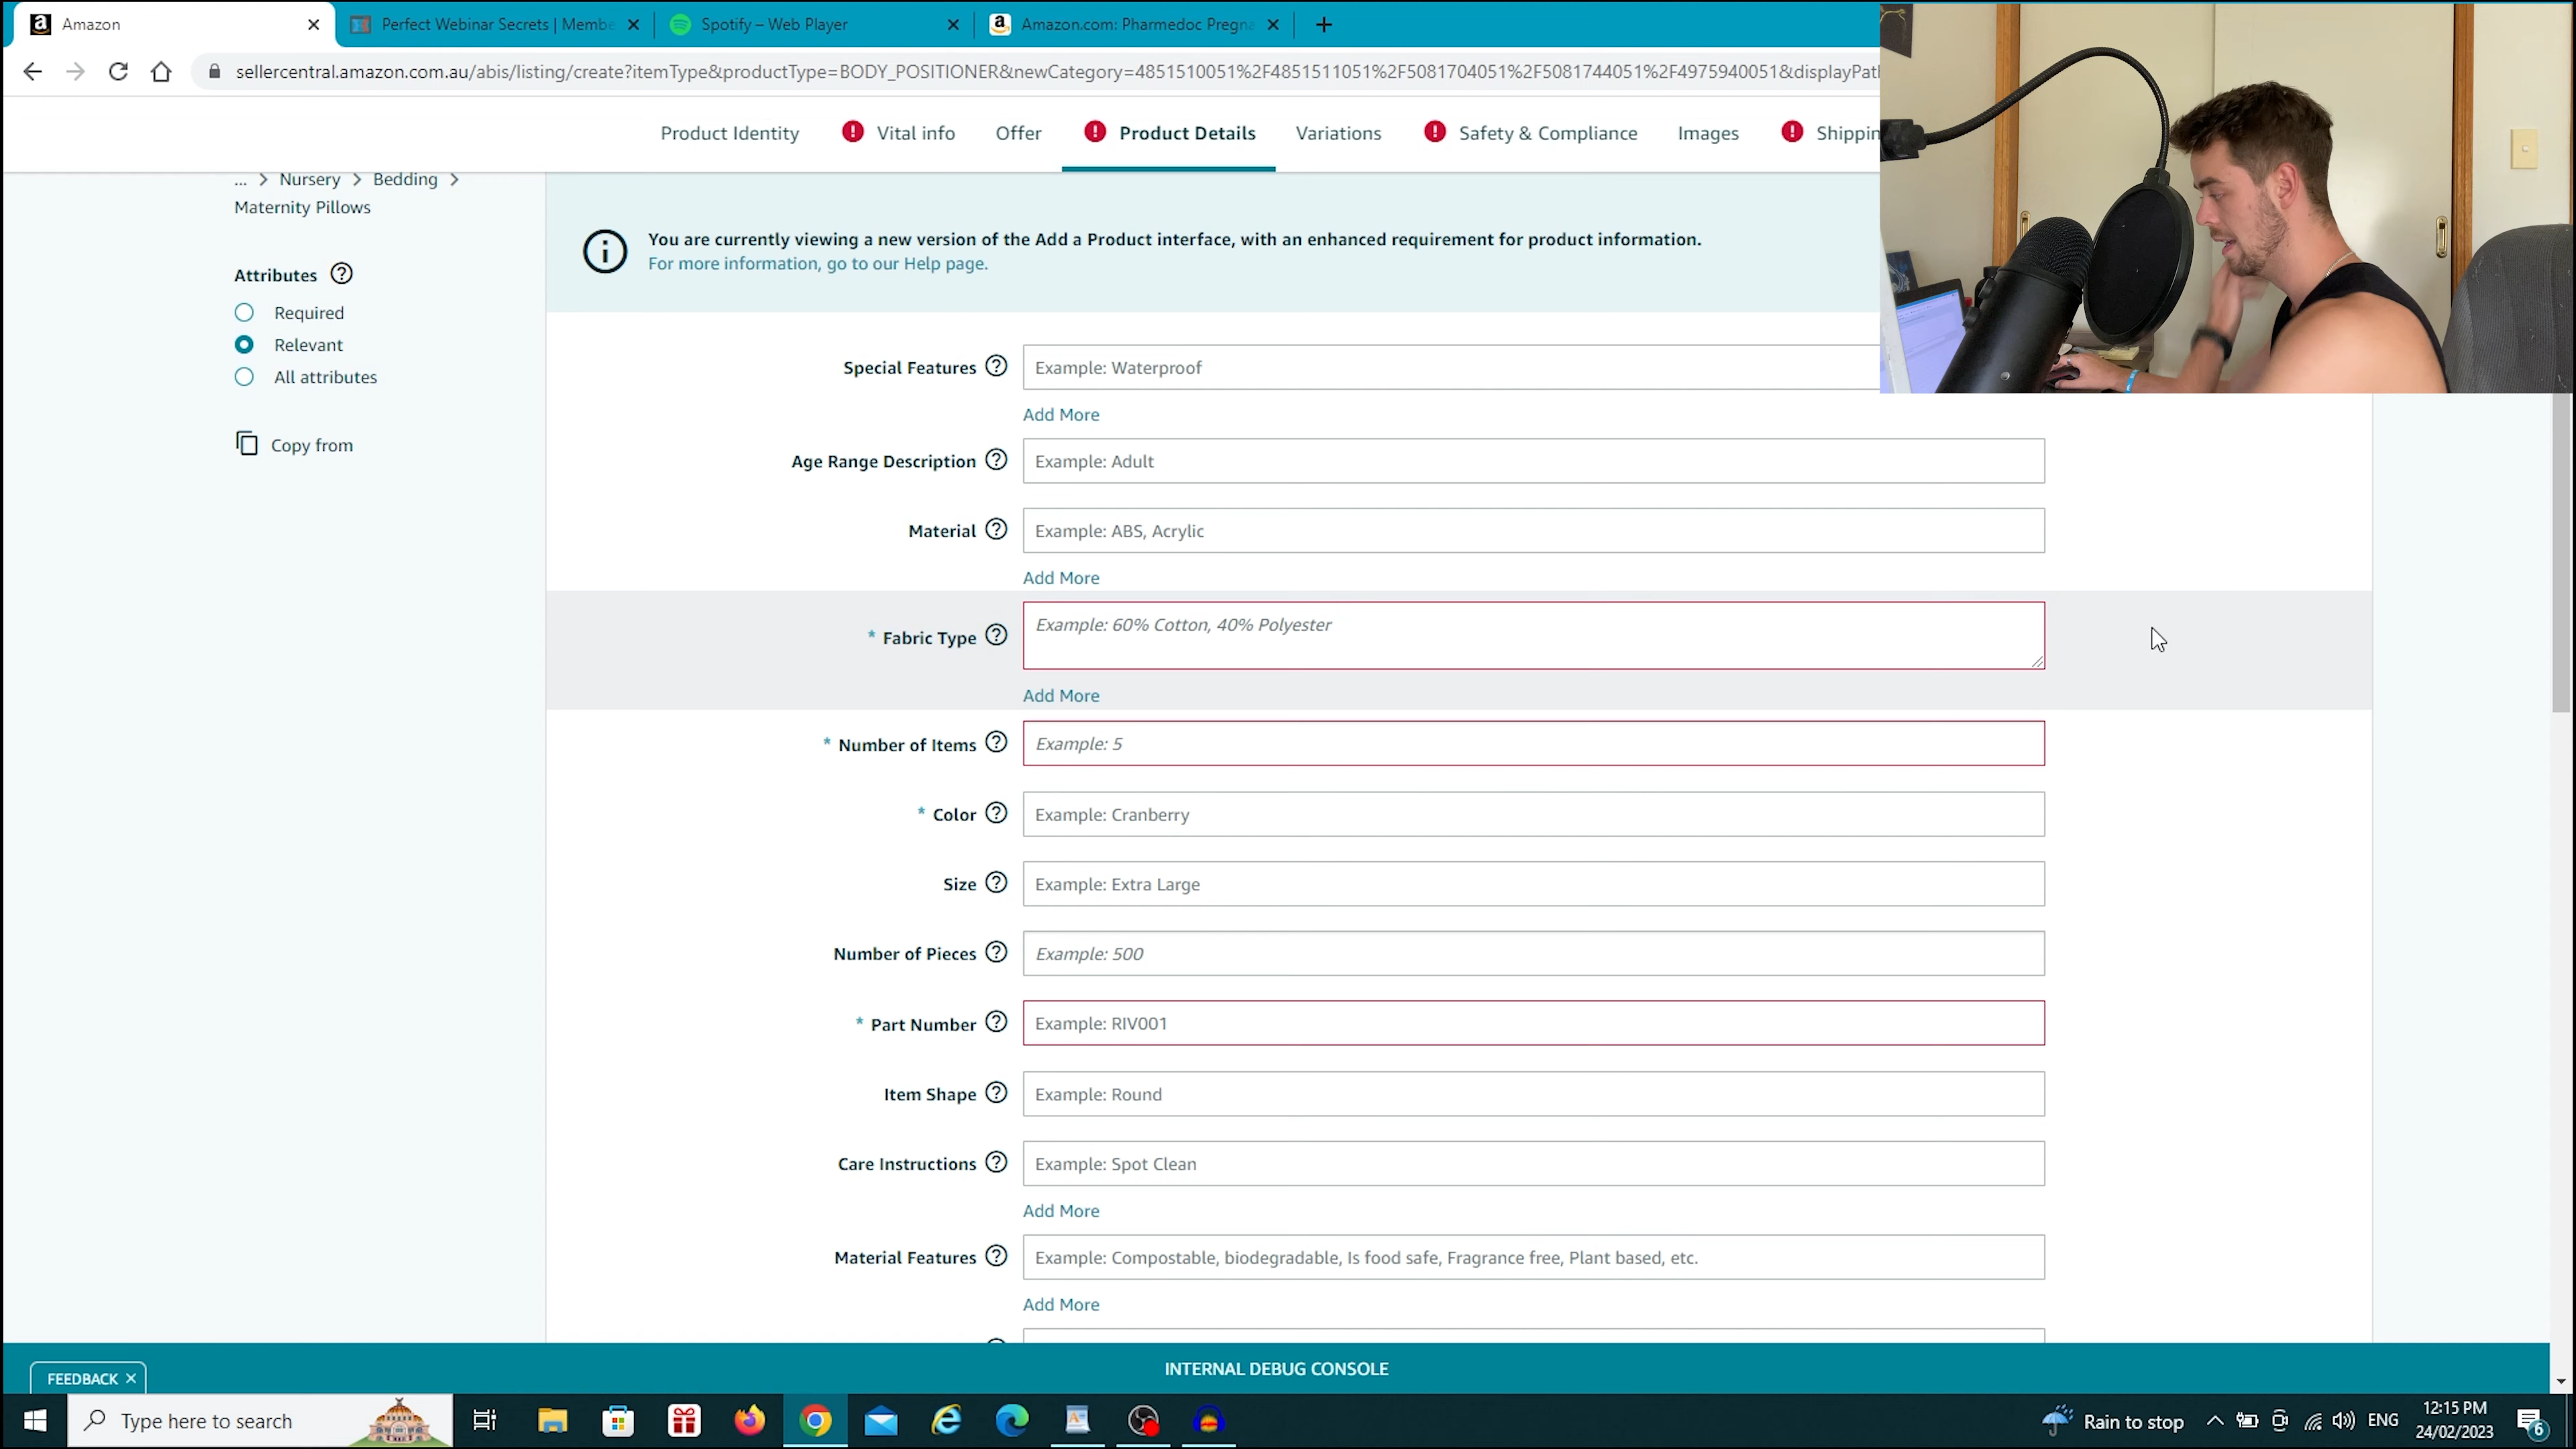 Amazon
Perfect Webinar Secrets | Membe
Spotify – Web Player
Amazon.com: Pharmedoc Pregna
sellercentral.amazon.com.au/abis/listing/create?itemType&productType=BODY_POSITIONER&newCategory=4851510051%2F4851511051%2F5081704051%2F5081744051%2F4975940051&displayPat
Product Identity
Vital info
Offer
Product Details
Variations
Safety & Compliance
Images
Shippin
... > Nursery > Bedding >
Maternity Pillows
Attributes
Required
Relevant
All attributes
Copy from
You are currently viewing a new version of the Add a Product interface, with an enhanced requirement for product information.
For more information, go to our Help page.
Special Features
Example: Waterproof
Add More
Age Range Description
Example: Adult
Material
Example: ABS, Acrylic
Add More
* Fabric Type
Example: 60% Cotton, 40% Polyester
Add More
* Number of Items
Example: 5
* Color
Example: Cranberry
Size
Example: Extra Large
Number of Pieces
Example: 500
* Part Number
Example: RIV001
Item Shape
Example: Round
Care Instructions
Example: Spot Clean
Add More
Material Features
Example: Compostable, biodegradable, Is food safe, Fragrance free, Plant based, etc.
Add More
FEEDBACK ×
INTERNAL DEBUG CONSOLE
Type here to search
Rain to stop
ENG
12:15 PM
24/02/2023
6